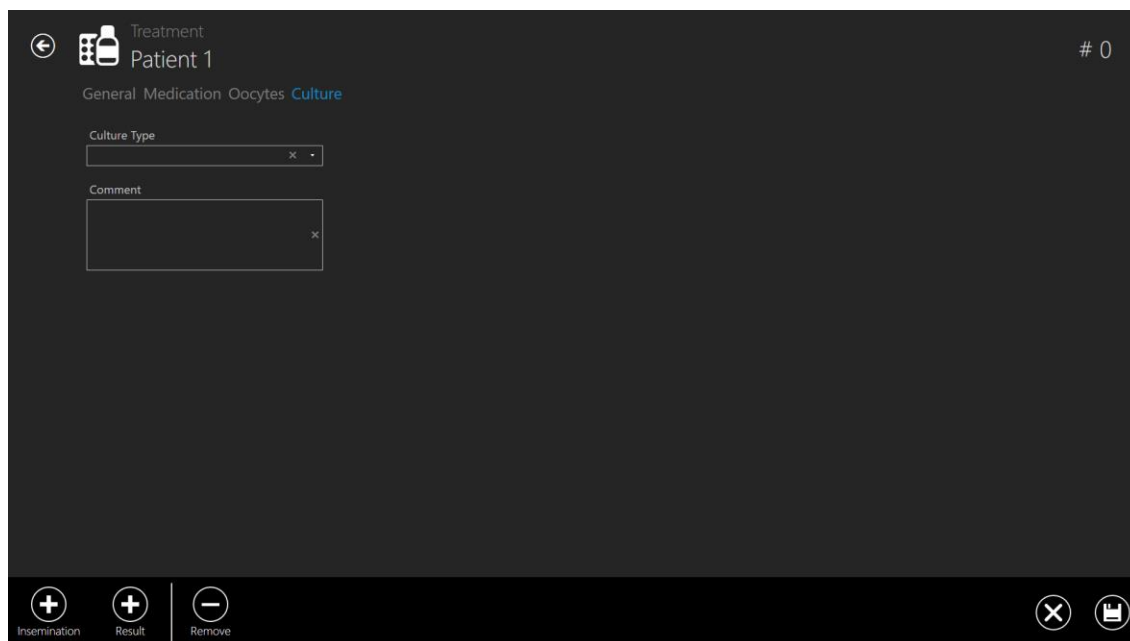 Treatment
Patient 1
# 0
General Medication Oocytes Culture
Culture Type
Comment
Insemination Result Remove